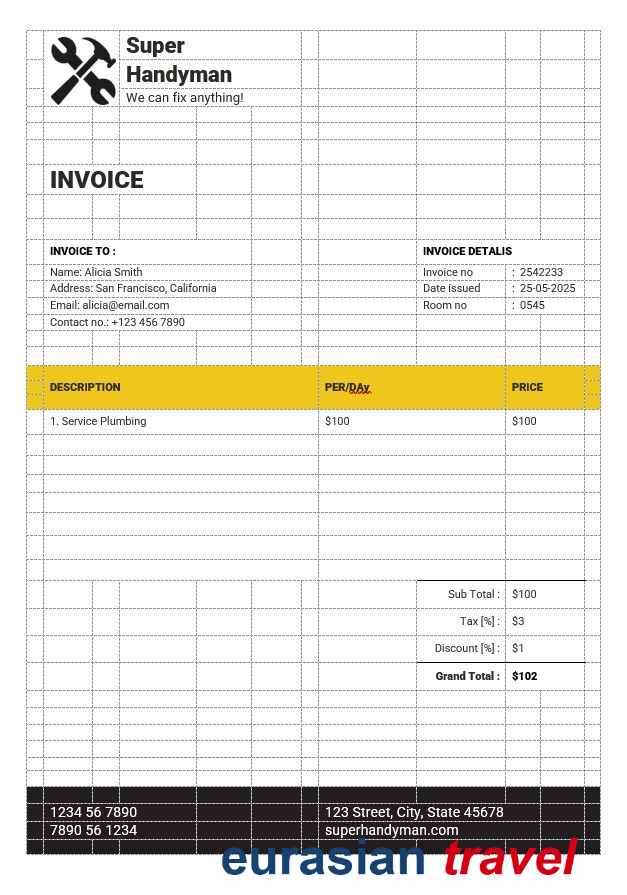 Super
Handyman
We can fix anything!
INVOICE
INVOICE TO :
INVOICE DETALIS
Name: Alicia Smith
Invoice no : 2542233
Address: San Francisco, California
Date issued : 25-05-2025
Email: alicia@email.com
Room no : 0545
Contact no.: +123 456 7890
DESCRIPTION PER/DAy PRICE
1. Service Plumbing $100 $100
Sub Total : $100
Tax [%] : $3
Discount [%] : $1
Grand Total : $102
1234 56 7890 123 Street, City, State 45678
7890 56 1234 superhandyman.com
eurasian travel